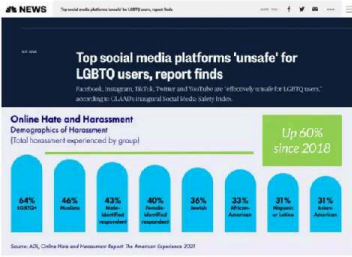 NEWS
Top social media platforms 'unsafe' for LGBTQ users, report finds
Top social media platforms 'unsafe' for
LGBTQ users, report finds
Facebook, Instagram, TikTok, Twitter and YouTube are "effectively unsafe for LGBTQ users,"
according to GLAAD's inaugural Social Media Safety Index.
Online Hate and Harassment
Demographics of Harassment
(Total harassment experienced by group)
Up 60%
since 2018
64% 46% 43% 40% 36% 33% 31% 31%
LGBTQ+ Muslims Male-identified respondent Female-identified respondent Jewish African-American Hispanic or Latino Asian-American
Source: ADL, Online Hate and Harassment Report: The American Experience 2021